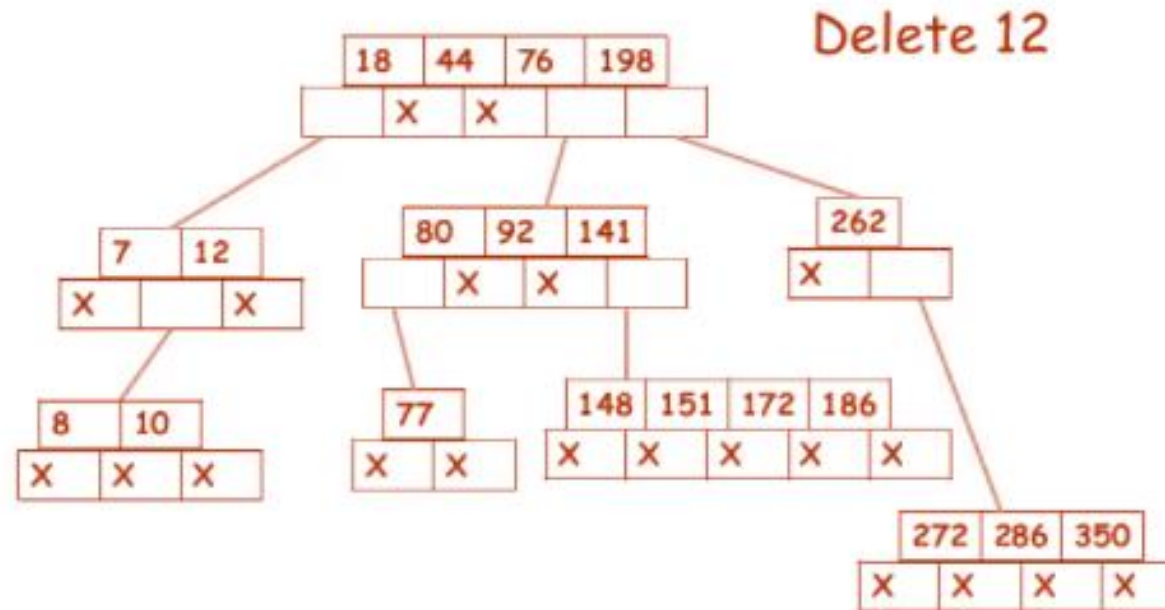 Delete 12
18 44 76 198
X X
7 12
X X
80 92 141
X X
262
X
8 10
X X X
77
X X
148 151 172 186
X X X X X
272 286 350
X X X X